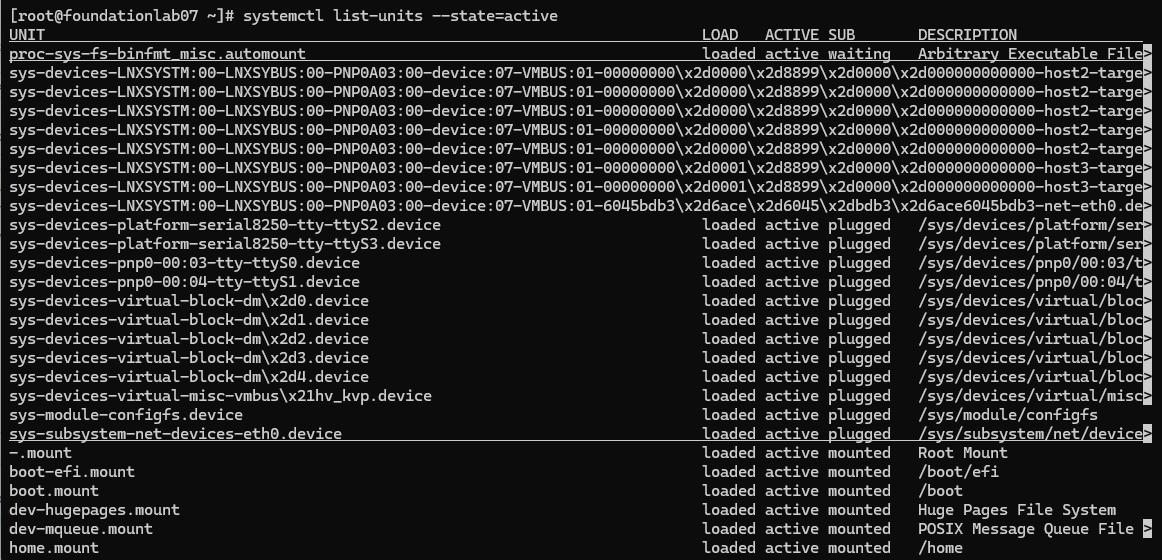 [root@foundationlab07 ~]# systemctl list-units --state=active
UNIT LOAD ACTIVE SUB DESCRIPTION
proc-sys-fs-binfmt_misc.automount loaded active waiting Arbitrary Executable File>
sys-devices-LNXSYSTM:00-LNXSYBUS:00-PNP0A03:00-device:07-VMBUS:01-00000000\x2d0000\x2d8899\x2d0000\x2d000000000000-host2-targe>
sys-devices-LNXSYSTM:00-LNXSYBUS:00-PNP0A03:00-device:07-VMBUS:01-00000000\x2d0000\x2d8899\x2d0000\x2d000000000000-host2-targe>
sys-devices-LNXSYSTM:00-LNXSYBUS:00-PNP0A03:00-device:07-VMBUS:01-00000000\x2d0000\x2d8899\x2d0000\x2d000000000000-host2-targe>
sys-devices-LNXSYSTM:00-LNXSYBUS:00-PNP0A03:00-device:07-VMBUS:01-00000000\x2d0000\x2d8899\x2d0000\x2d000000000000-host2-targe>
sys-devices-LNXSYSTM:00-LNXSYBUS:00-PNP0A03:00-device:07-VMBUS:01-00000000\x2d0000\x2d8899\x2d0000\x2d000000000000-host2-targe>
sys-devices-LNXSYSTM:00-LNXSYBUS:00-PNP0A03:00-device:07-VMBUS:01-00000000\x2d0001\x2d8899\x2d0000\x2d000000000000-host3-targe>
sys-devices-LNXSYSTM:00-LNXSYBUS:00-PNP0A03:00-device:07-VMBUS:01-00000000\x2d0001\x2d8899\x2d0000\x2d000000000000-host3-targe>
sys-devices-LNXSYSTM:00-LNXSYBUS:00-PNP0A03:00-device:07-VMBUS:01-6045bdb3\x2d6ace\x2d6045\x2dbdb3\x2d6ace6045bdb3-net-eth0.de>
sys-devices-platform-serial8250-tty-ttyS2.device loaded active plugged /sys/devices/platform/ser>
sys-devices-platform-serial8250-tty-ttyS3.device loaded active plugged /sys/devices/platform/ser>
sys-devices-pnp0-00:03-tty-ttyS0.device loaded active plugged /sys/devices/pnp0/00:03/t>
sys-devices-pnp0-00:04-tty-ttyS1.device loaded active plugged /sys/devices/pnp0/00:04/t>
sys-devices-virtual-block-dm\x2d0.device loaded active plugged /sys/devices/virtual/bloc>
sys-devices-virtual-block-dm\x2d1.device loaded active plugged /sys/devices/virtual/bloc>
sys-devices-virtual-block-dm\x2d2.device loaded active plugged /sys/devices/virtual/bloc>
sys-devices-virtual-block-dm\x2d3.device loaded active plugged /sys/devices/virtual/bloc>
sys-devices-virtual-block-dm\x2d4.device loaded active plugged /sys/devices/virtual/bloc>
sys-devices-virtual-misc-vmbus\x21hv_kvp.device loaded active plugged /sys/devices/virtual/misc>
sys-module-configfs.device loaded active plugged /sys/module/configfs
sys-subsystem-net-devices-eth0.device loaded active plugged /sys/subsystem/net/device>
-.mount loaded active mounted Root Mount
boot-efi.mount loaded active mounted /boot/efi
boot.mount loaded active mounted /boot
dev-hugepages.mount loaded active mounted Huge Pages File System
dev-mqueue.mount loaded active mounted POSIX Message Queue File >
home.mount loaded active mounted /home